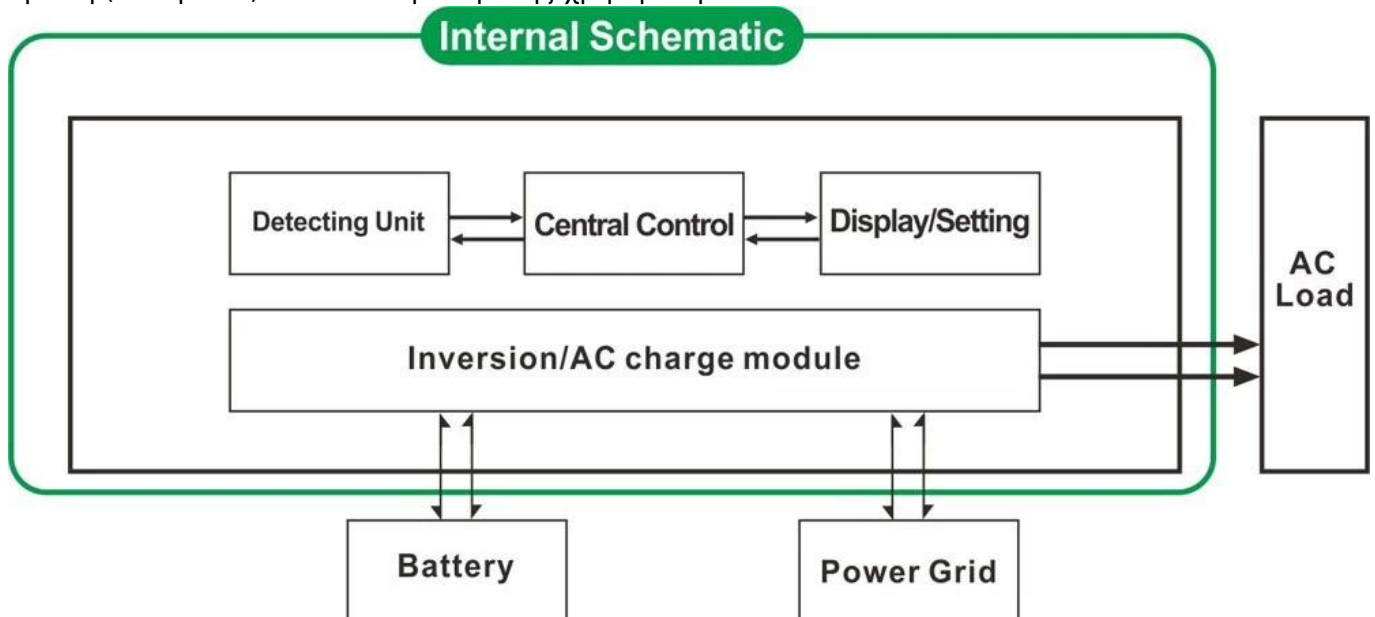 Internal Schematic
Detecting Unit
Central Control
Display/Setting
AC
Load
Inversion/AC charge module
Battery
Power Grid